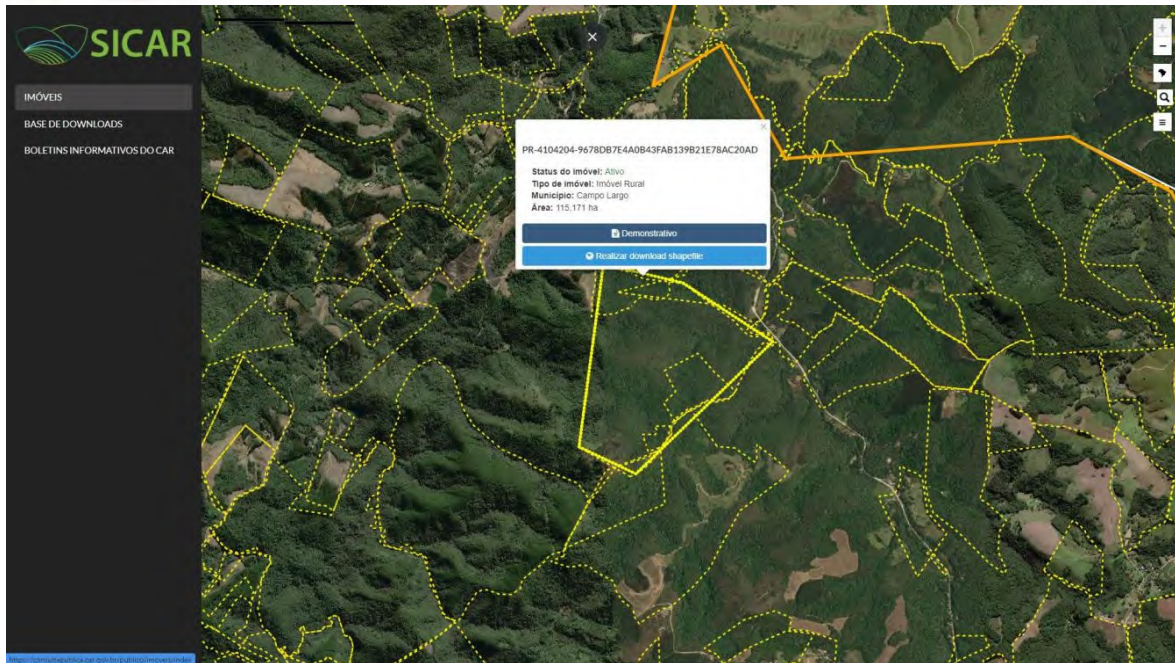 SICAR
IMÓVEIS
BASE DE DOWNLOADS
BOLETINS INFORMATIVOS DO CAR
PR-4104204-9678DB7E4A0B43FAB139B21E78AC20AD
Status do imóvel: Ativo
Tipo de imóvel: Imóvel Rural
Município: Campo Largo
Área: 115,171 ha
Demonstrativo
Realizar download shapefile